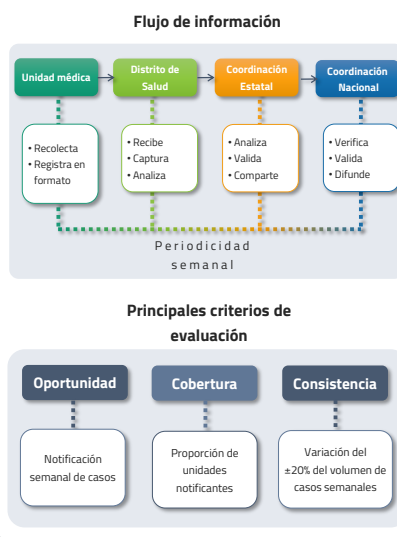 Flujo de información
Unidad médica
Distrito de
Salud
Coordinación
Estatal
Coordinación
Nacional
• Recolecta
• Registra en
formato
• Recibe
• Captura
• Analiza
• Analiza
• Valida
• Comparte
• Verifica
• Valida
• Difunde
Periodicidad
semanal
Principales criterios de
evaluación
Oportunidad
Cobertura
Consistencia
Notificación
semanal de casos
Proporción de
unidades
notificantes
Variación del
±20% del volumen de
casos semanales